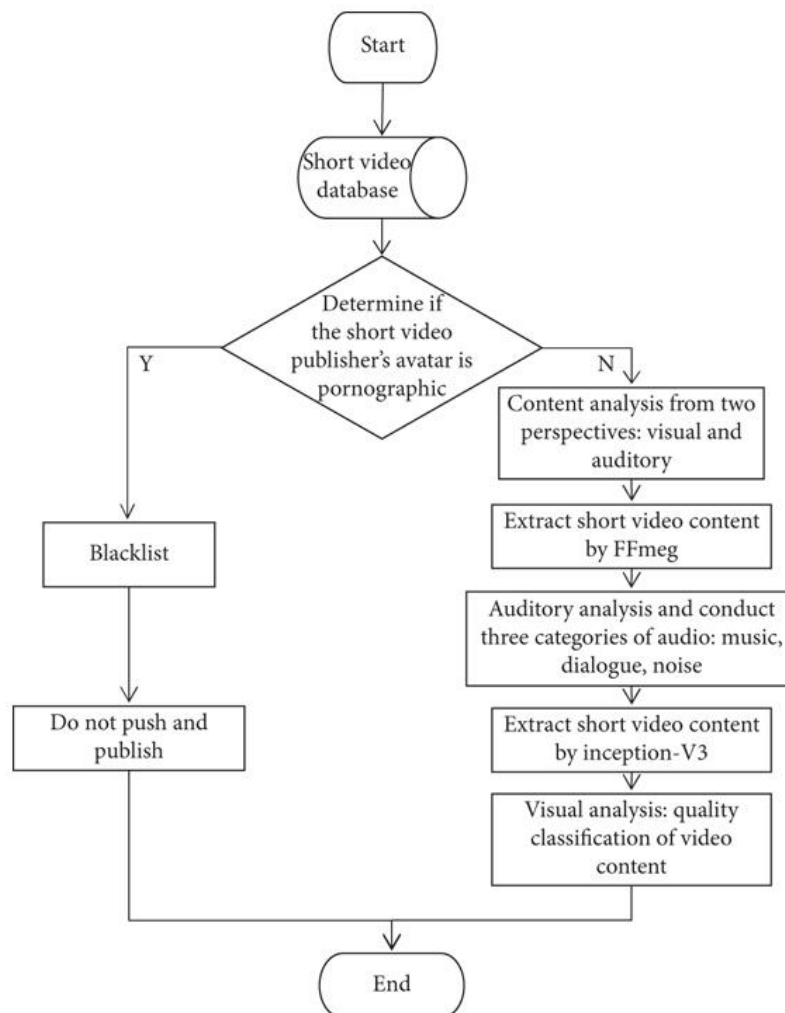 Start
Short video
database
Determine if
the short video
publisher's avatar is
pornographic
Y
N
Content analysis from two
perspectives: visual and
auditory
Extract short video content
by FFmeg
Blacklist
Auditory analysis and conduct
three categories of audio: music,
dialogue, noise
Do not push and
publish
Extract short video content
by inception-V3
Visual analysis: quality
classification of video
content
End